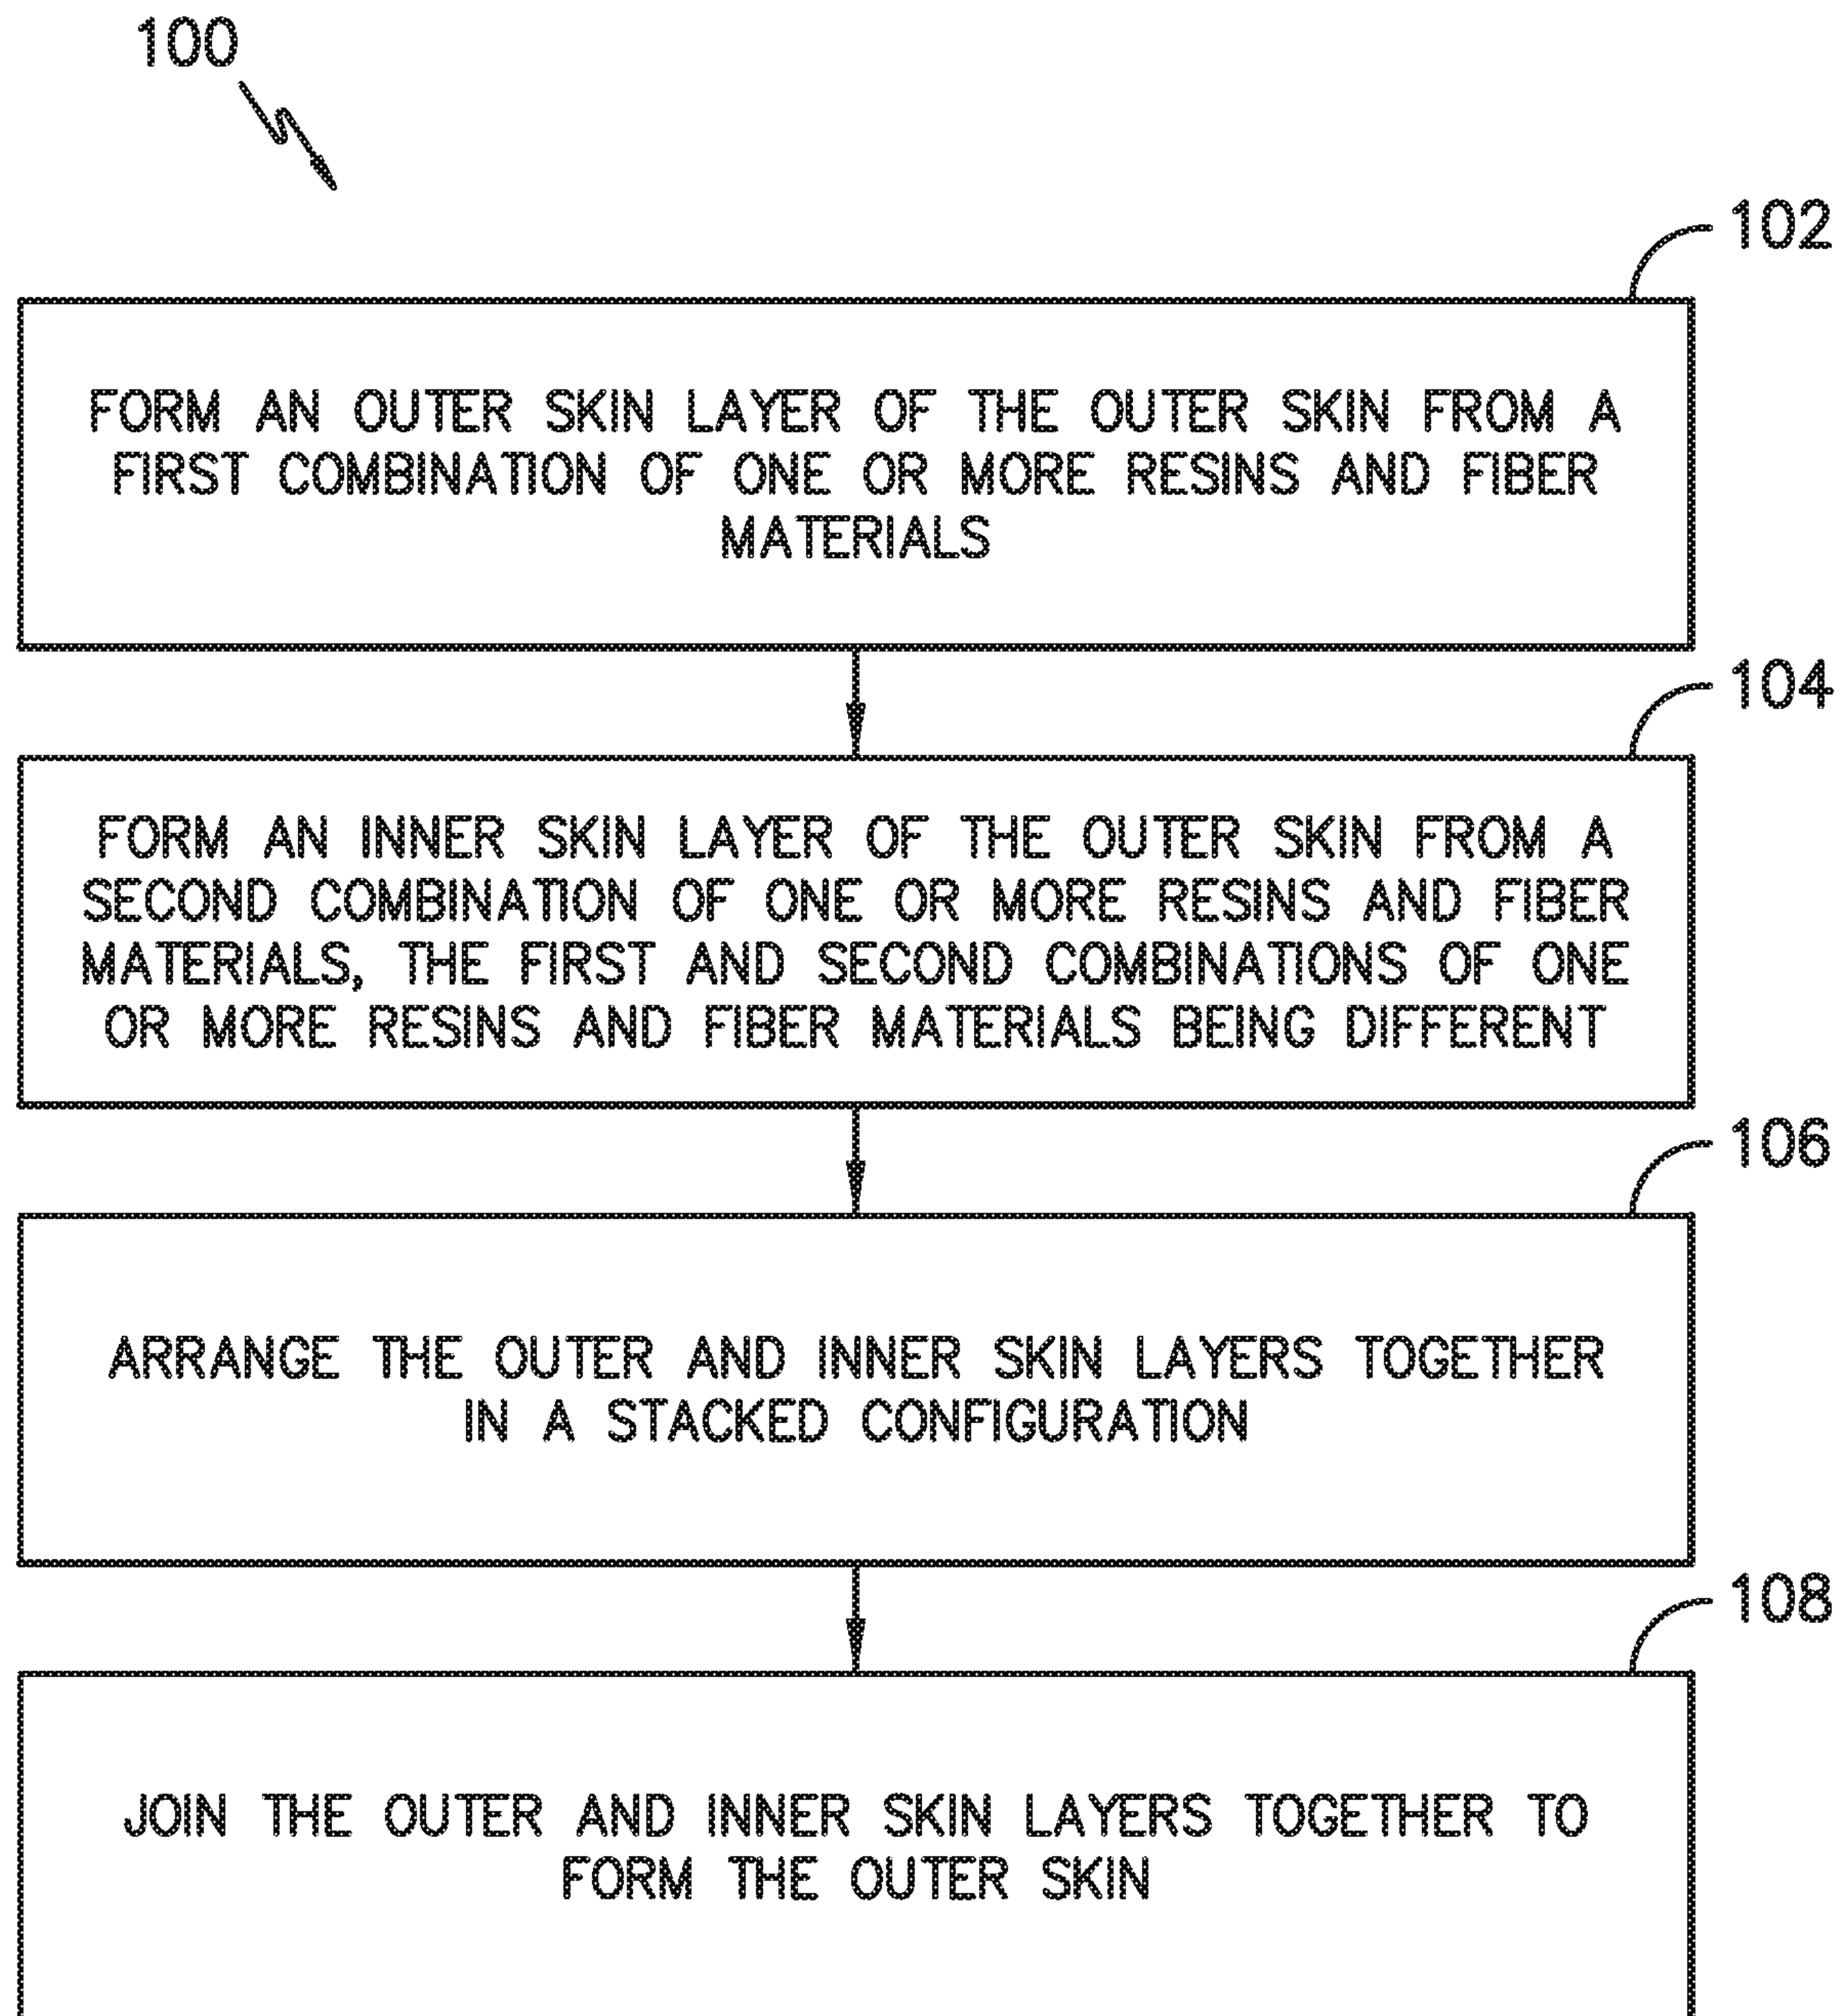 100
102
FORM AN OUTER SKIN LAYER OF THE OUTER SKIN FROM A
FIRST COMBINATION OF ONE OR MORE RESINS AND FIBER
MATERIALS
104
FORM AN INNER SKIN LAYER OF THE OUTER SKIN FROM A
SECOND COMBINATION OF ONE OR MORE RESINS AND FIBER
MATERIALS, THE FIRST AND SECOND COMBINATIONS OF ONE
OR MORE RESINS AND FIBER MATERIALS BEING DIFFERENT
106
ARRANGE THE OUTER AND INNER SKIN LAYERS TOGETHER
IN A STACKED CONFIGURATION
108
JOIN THE OUTER AND INNER SKIN LAYERS TOGETHER TO
FORM THE OUTER SKIN